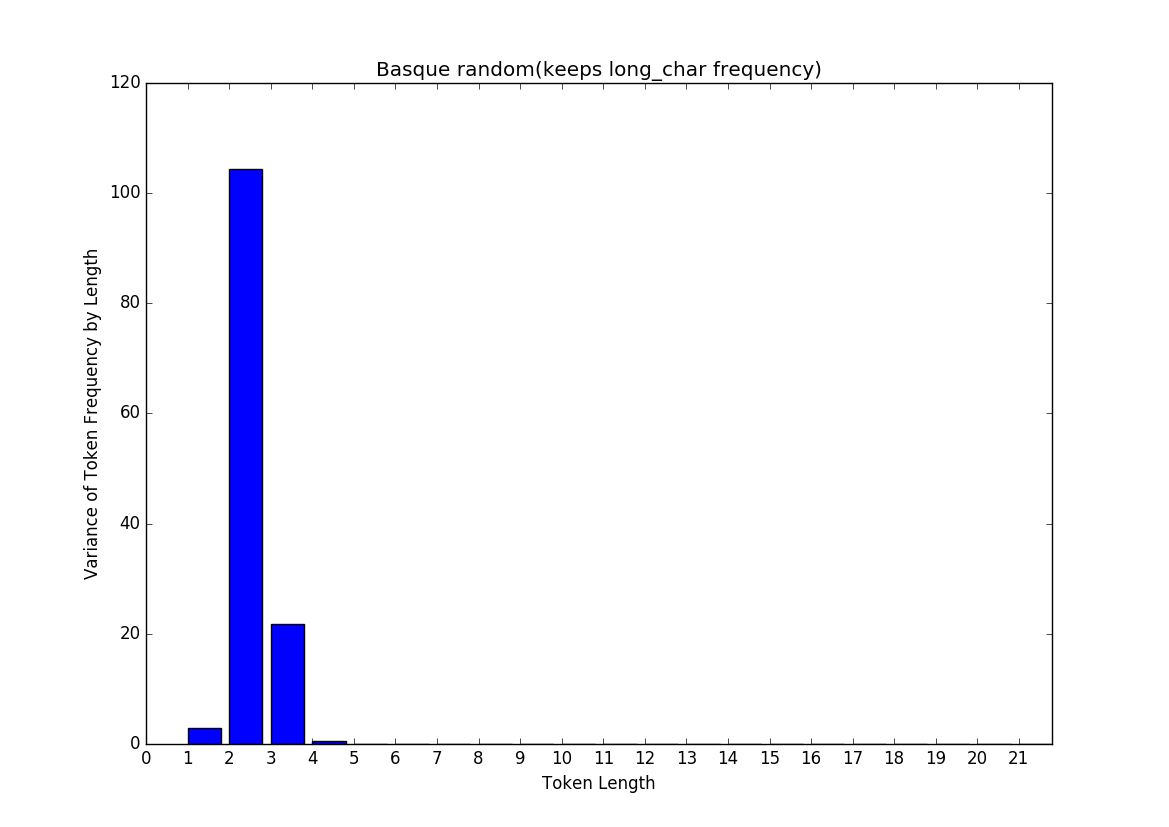 Basque random(keeps long_char frequency)
120
100
80
60
40
20
0
Variance of Token Frequency by Length
0 1 2 3 4 5 6 7 8 9 10 11 12 13 14 15 16 17 18 19 20 21
Token Length